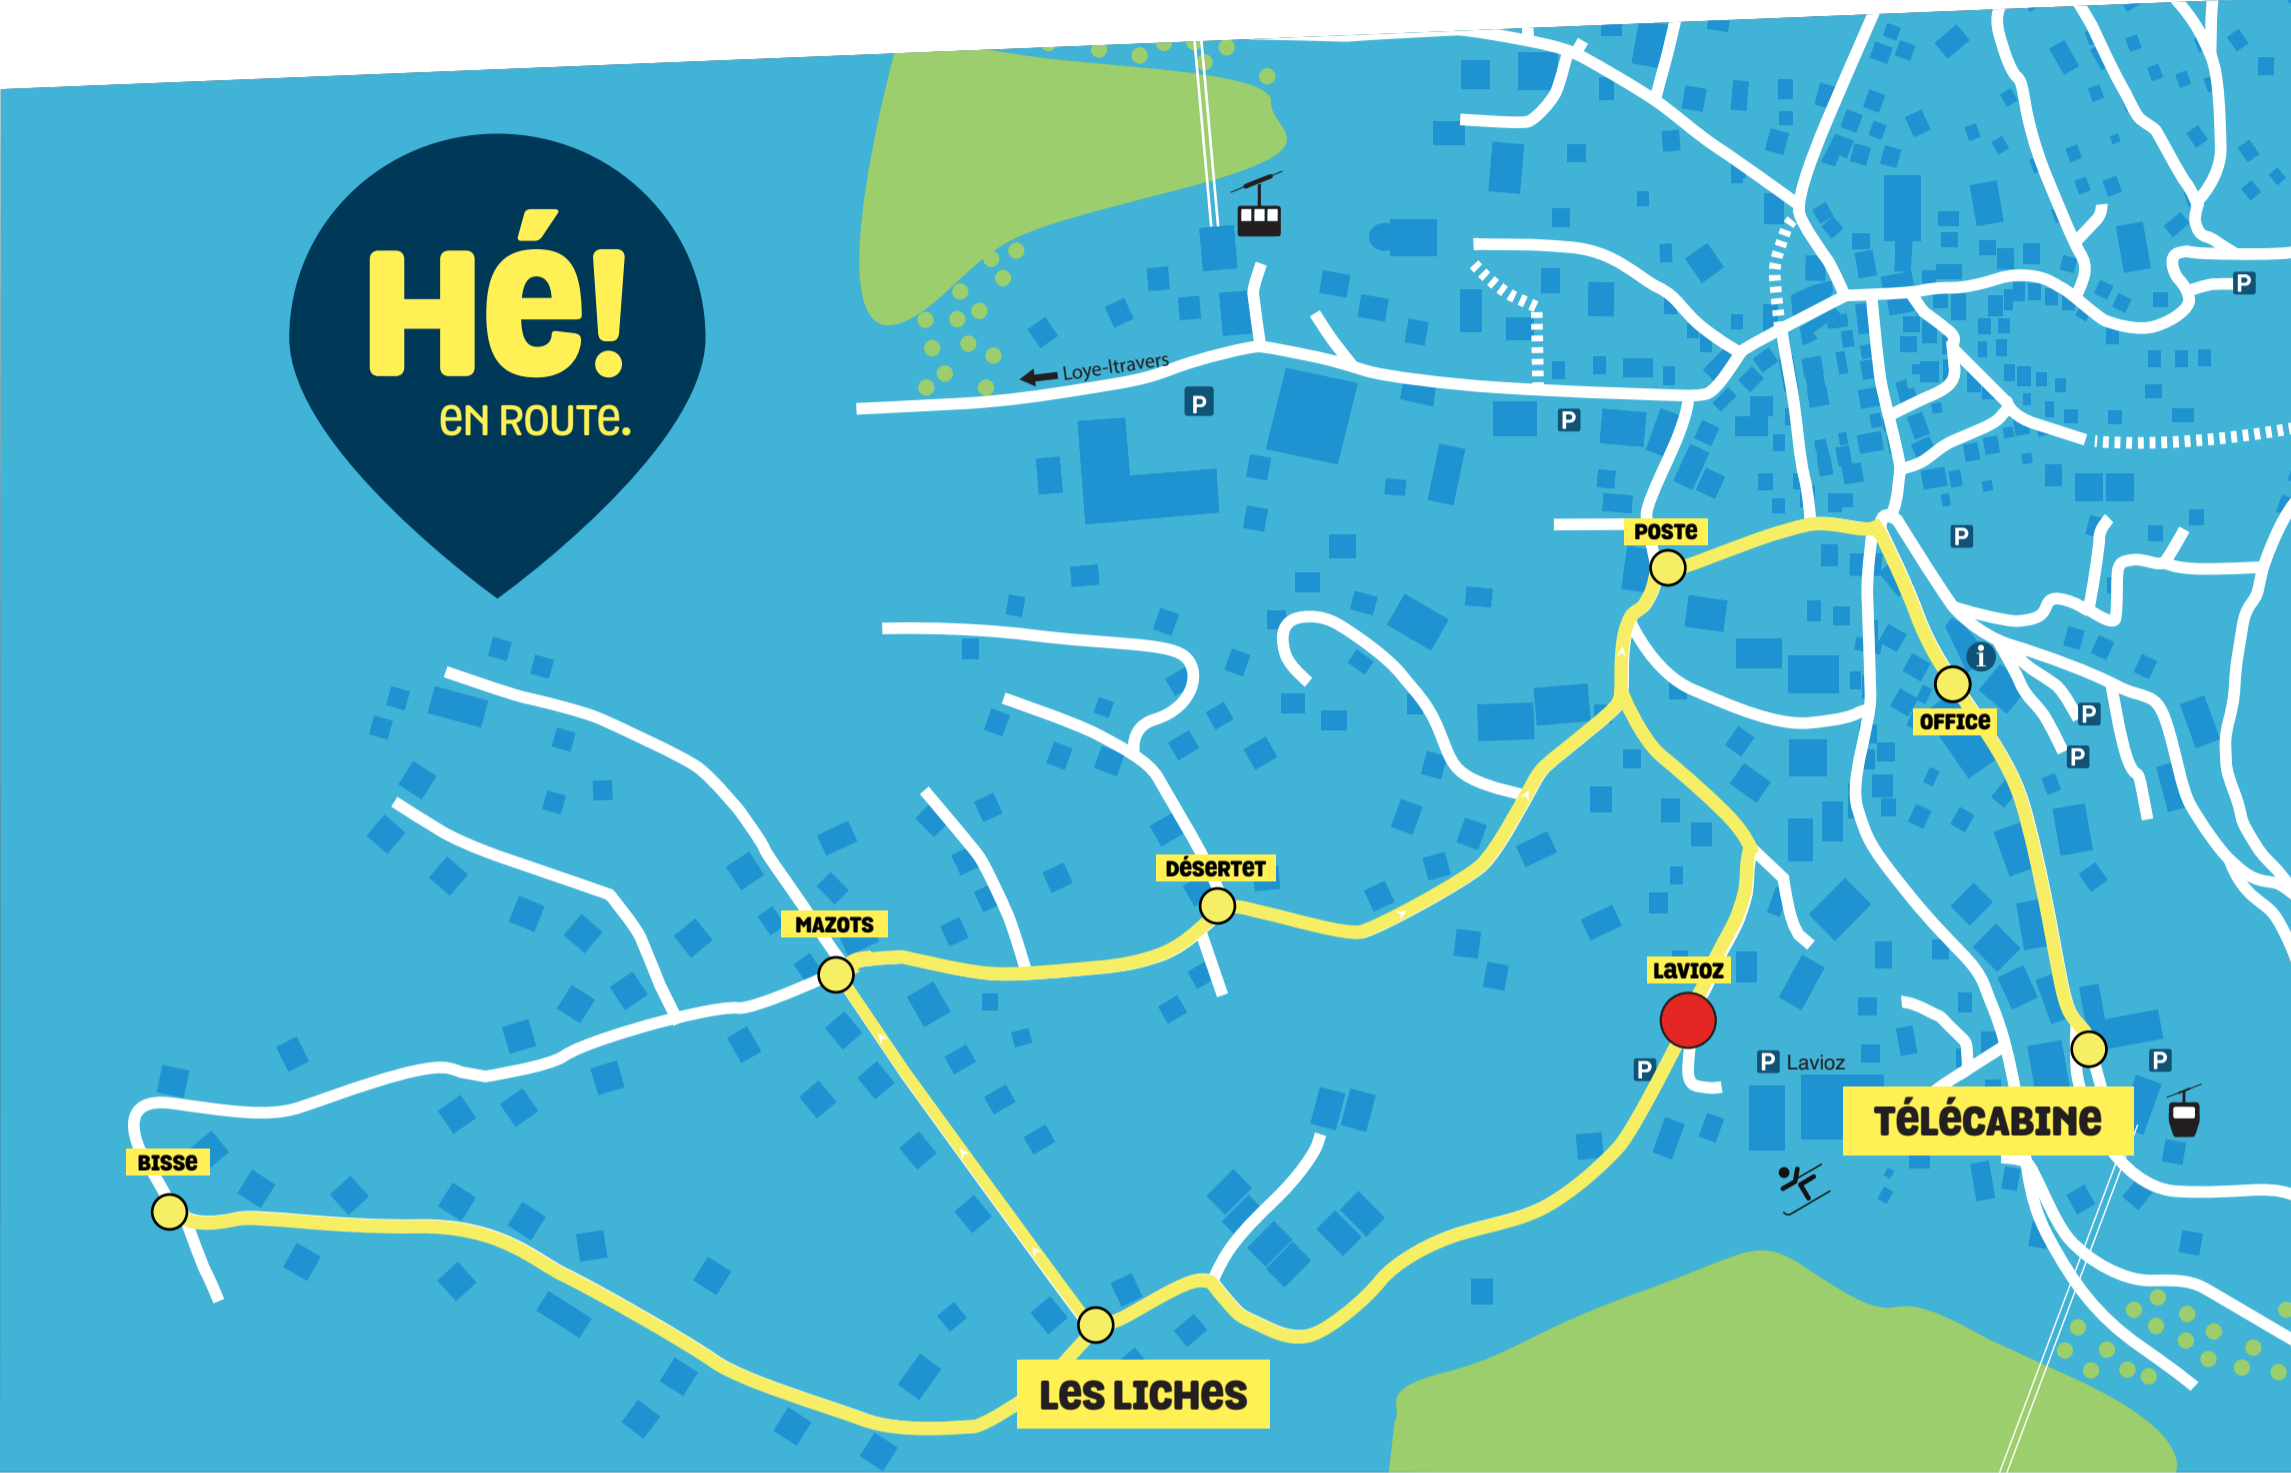 Hé!
en route.
Loye-Itravers
P
P
P
P
POSTE
P
i
P
OFFICE
P
DÉSERTET
MAZOTS
LAVIOZ
P
P Lavioz
P
TÉLÉCABINE
BISSE
LES LICHES